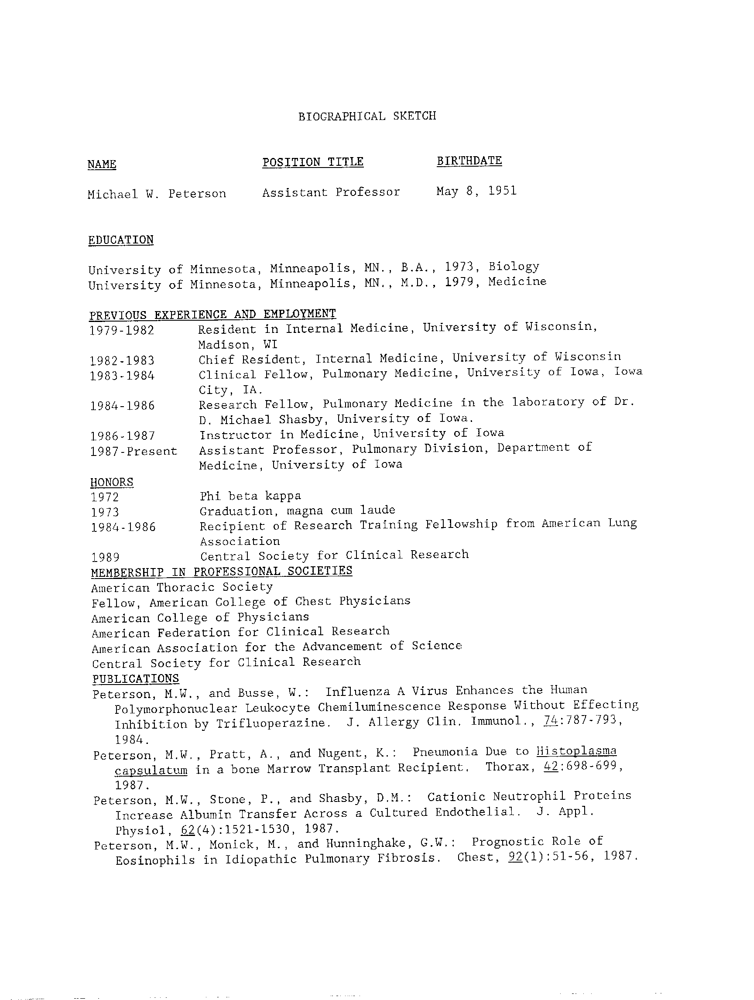 BIOGRAPHICAL SKETCH
NAME POSITION TITLE BIRTHDATE
Michael W. Peterson Assistant Professor May 8, 1951
EDUCATION
University of Minnesota, Minneapolis, MN., B.A., 1973, Biology
University of Minnesota, Minneapolis, MN., M.D., 1979, Medicine
PREVIOUS EXPERIENCE AND EMPLOYMENT
1979-1982 Resident in Internal Medicine, University of Wisconsin,
Madison, WI
1982-1983 Chief Resident, Internal Medicine, University of Wisconsin
1983-1984 Clinical Fellow, Pulmonary Medicine, University of Iowa, Iowa
City, IA.
1984-1986 Research Fellow, Pulmonary Medicine in the laboratory of Dr.
D. Michael Shasby, University of Iowa.
1986-1987 Instructor in Medicine, University of Iowa
1987-Present Assistant Professor, Pulmonary Division, Department of
Medicine, University of Iowa
HONORS
1972 Phi beta kappa
1973 Graduation, magna cum laude
1984-1986 Recipient of Research Training Fellowship from American Lung
Association
1989 Central Society for Clinical Research
MEMBERSHIP IN PROFESSIONAL SOCIETIES
American Thoracic Society
Fellow, American College of Chest Physicians
American College of Physicians
American Federation for Clinical Research
American Association for the Advancement of Science
Central Society for Clinical Research
PUBLICATIONS
Peterson, M.W., and Busse, W.: Influenza A Virus Enhances the Human
Polymorphonuclear Leukocyte Chemiluminescence Response Without Effecting
Inhibition by Trifluoperazine. J. Allergy Clin. Immunol., 74:787-793,
1984.
Peterson, M.W., Pratt, A., and Nugent, K.: Pneumonia Due to Histoplasma
capsulatum in a bone Marrow Transplant Recipient. Thorax, 42:698-699,
1987.
Peterson, M.W., Stone, P., and Shasby, D.M.: Cationic Neutrophil Proteins
Increase Albumin Transfer Across a Cultured Endothelial. J. Appl.
Physiol, 62(4):1521-1530, 1987.
Peterson, M.W., Monick, M., and Hunninghake, G.W.: Prognostic Role of
Eosinophils in Idiopathic Pulmonary Fibrosis. Chest, 92(1):51-56, 1987.